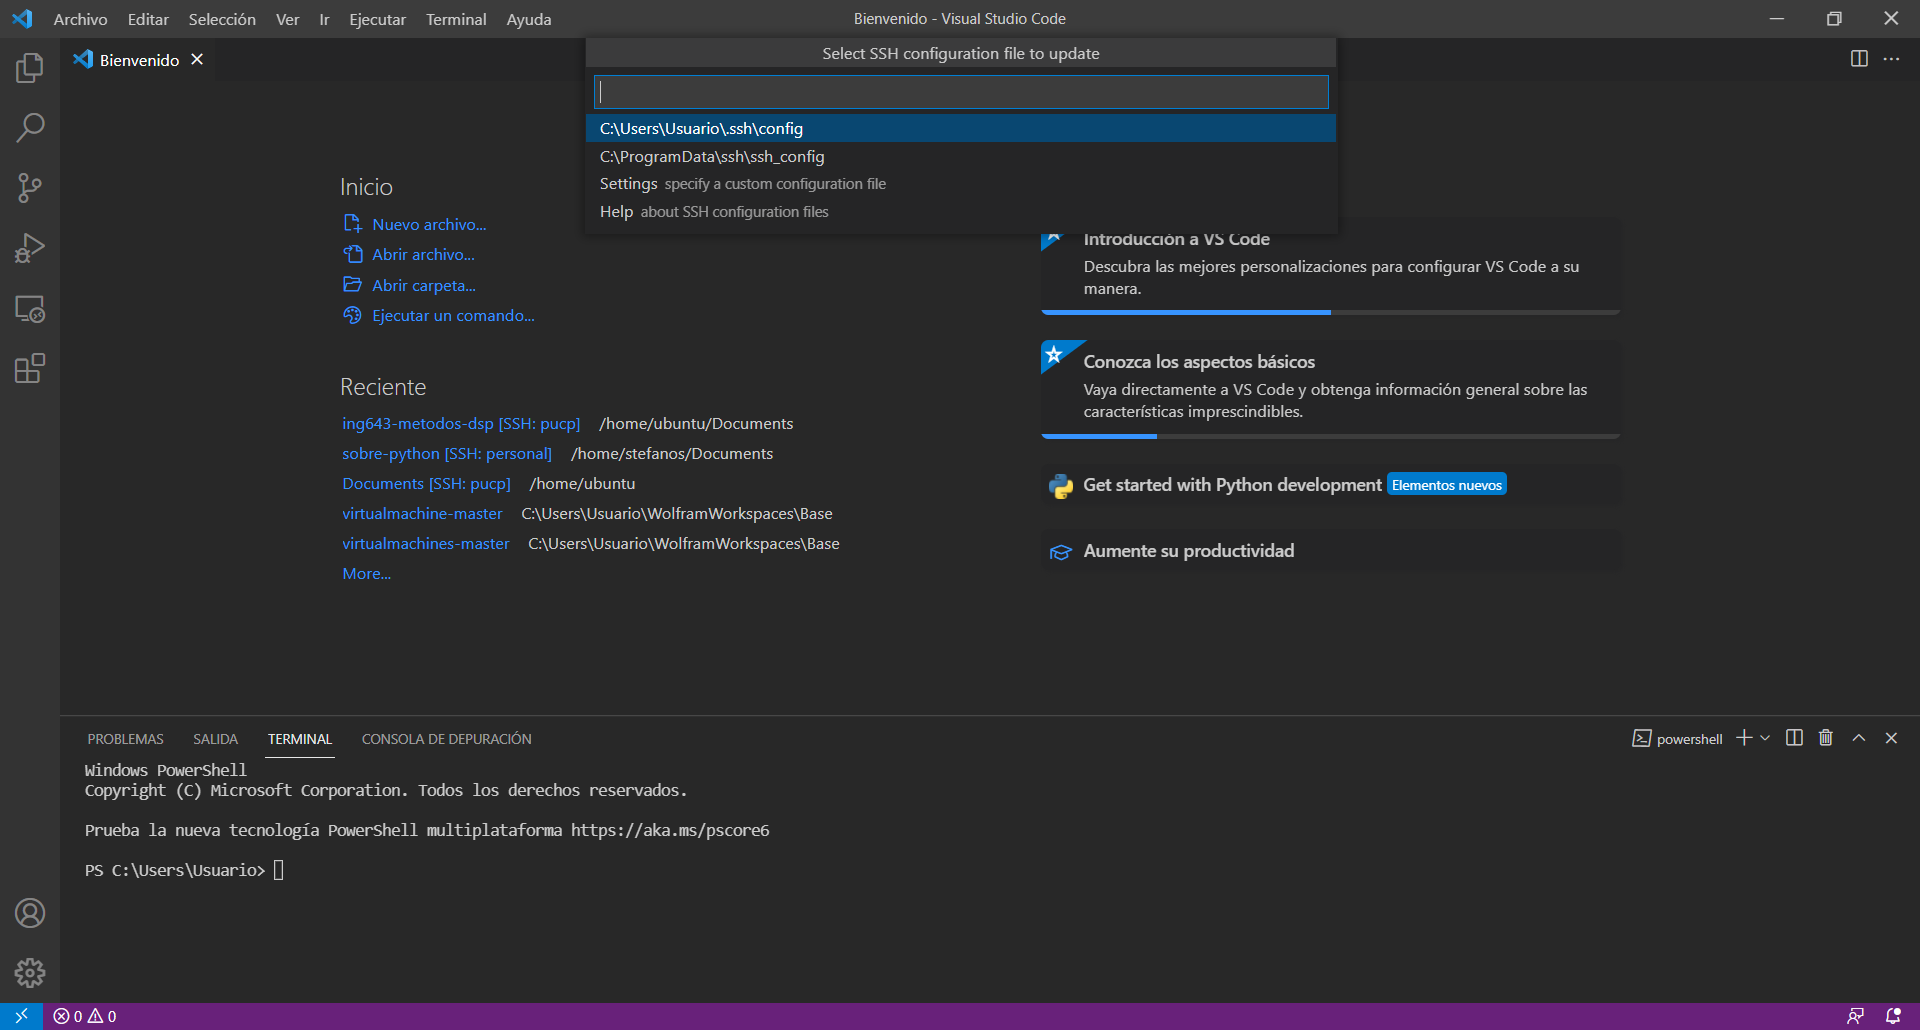 Archivo Editar Selección Ver Ir Ejecutar Terminal Ayuda
Bienvenido - Visual Studio Code
Bienvenido
Select SSH configuration file to update
C:\Users\Usuario\.ssh\config
C:\ProgramData\ssh\ssh_config
Settings specify a custom configuration file
Help about SSH configuration files
Inicio
Nuevo archivo...
Abrir archivo...
Abrir carpeta...
Ejecutar un comando...
Reciente
ing643-metodos-dsp [SSH: pucp] /home/ubuntu/Documents
sobre-python [SSH: personal] /home/stefanos/Documents
Documents [SSH: pucp] /home/ubuntu
virtualmachine-master C:\Users\Usuario\WolframWorkspaces\Base
virtualmachines-master C:\Users\Usuario\WolframWorkspaces\Base
More...
Introducción a VS Code
Descubra las mejores personalizaciones para configurar VS Code a su
manera.
Conozca los aspectos básicos
Vaya directamente a VS Code y obtenga información general sobre las
características imprescindibles.
Get started with Python development Elementos nuevos
Aumente su productividad
PROBLEMAS SALIDA TERMINAL CONSOLA DE DEPURACIÓN
powershell
Windows PowerShell
Copyright (C) Microsoft Corporation. Todos los derechos reservados.
Prueba la nueva tecnología PowerShell multiplataforma https://aka.ms/pscore6
PS C:\Users\Usuario>
0 0